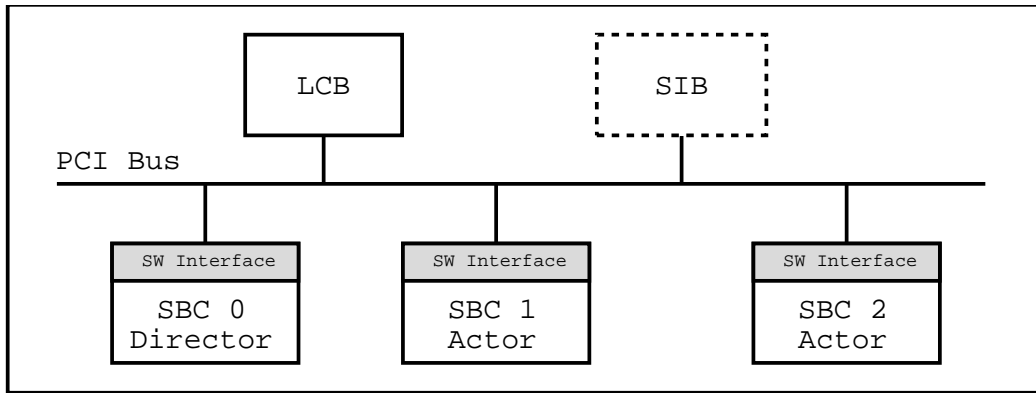 LCB
SIB
PCI Bus
SW Interface
SBC 0
Director
SW Interface
SBC 1
Actor
SW Interface
SBC 2
Actor